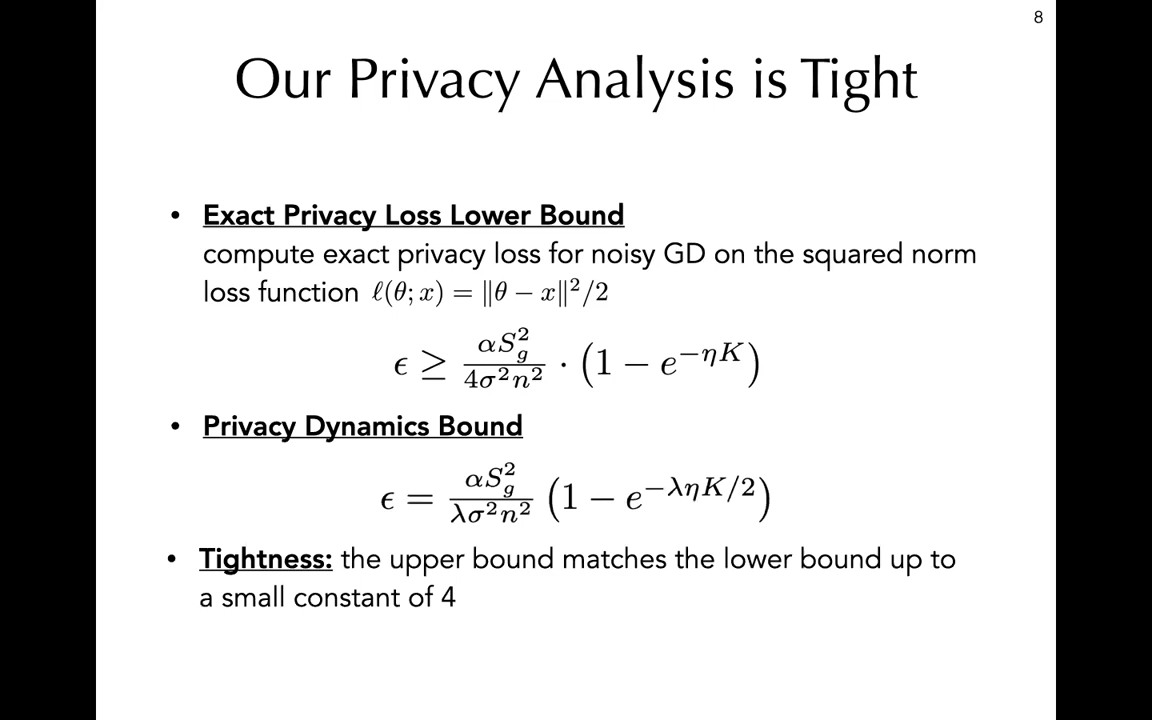 8
Our Privacy Analysis is Tight
• Exact Privacy Loss Lower Bound
compute exact privacy loss for noisy GD on the squared norm
loss function ℓ(θ; x) = ‖θ − x‖²/2
ϵ ≥ αS_g²/4σ²n² · (1 − e^{−ηK})
• Privacy Dynamics Bound
ϵ = αS_g²/λσ²n² (1 − e^{−ληK/2})
• Tightness: the upper bound matches the lower bound up to
a small constant of 4